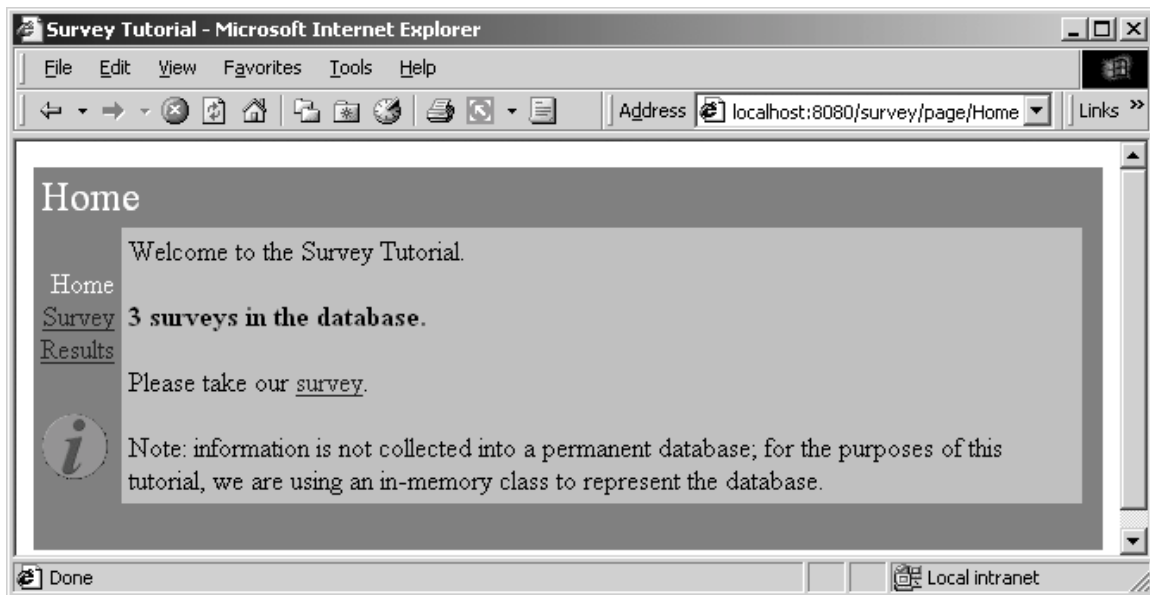 Survey Tutorial - Microsoft Internet Explorer
File Edit View Favorites Tools Help
Address localhost:8080/survey/page/Home Links »
Home
Welcome to the Survey Tutorial.
Home
Survey
3 surveys in the database.
Results
Please take our survey.
i
Note: information is not collected into a permanent database; for the purposes of this
tutorial, we are using an in-memory class to represent the database.
Done Local intranet